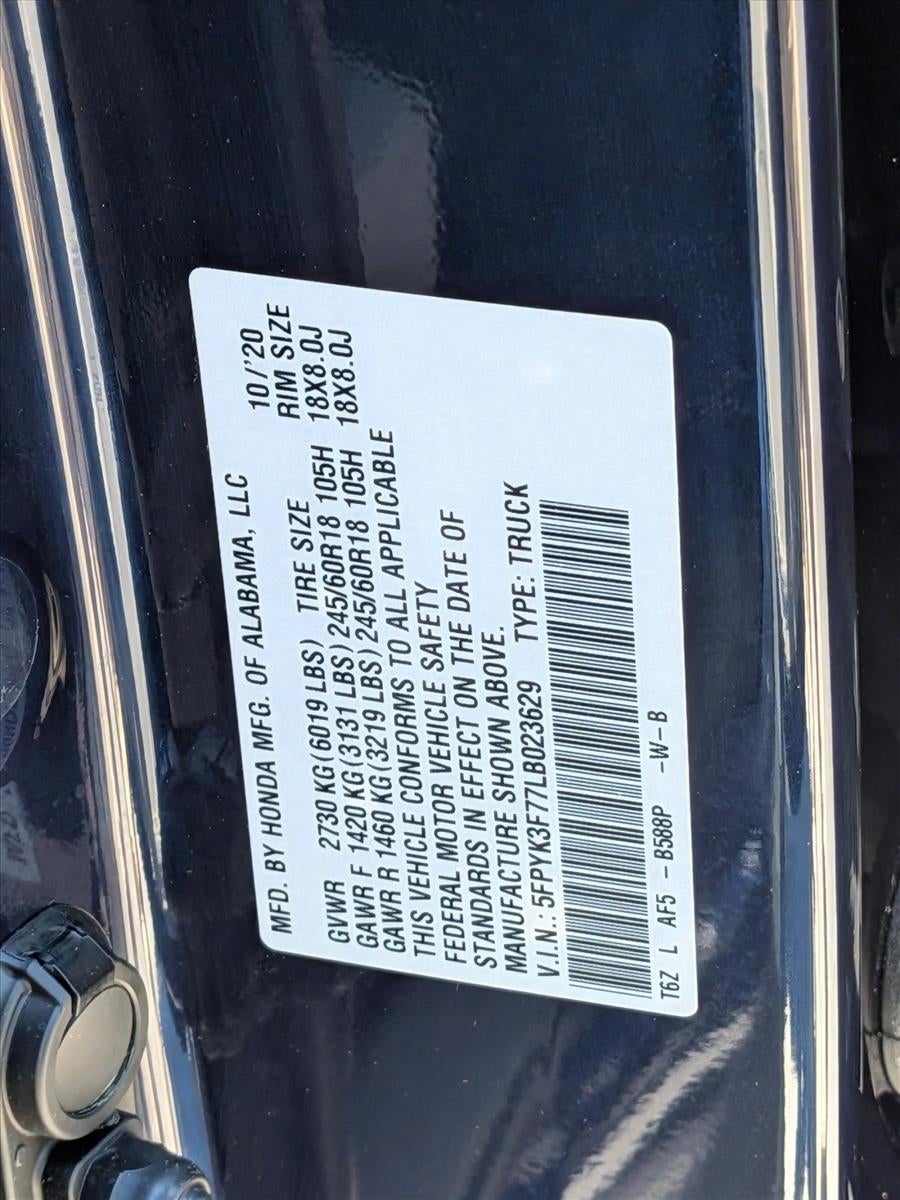 MFD. BY HONDA MFG. OF ALABAMA, LLC 10/'20
GVWR 2730 KG(6019 LBS) TIRE SIZE RIM SIZE
GAWR F 1420 KG(3131 LBS)245/60R18 105H 18X8.0J
GAWR R 1460 KG(3219 LBS)245/60R18 105H 18X8.0J
THIS VEHICLE CONFORMS TO ALL APPLICABLE
FEDERAL MOTOR VEHICLE SAFETY
STANDARDS IN EFFECT ON THE DATE OF
MANUFACTURE SHOWN ABOVE.
V.I.N.: 5FPYK3F77LB023629 TYPE: TRUCK
T6Z L AF5 -B588P -W-B